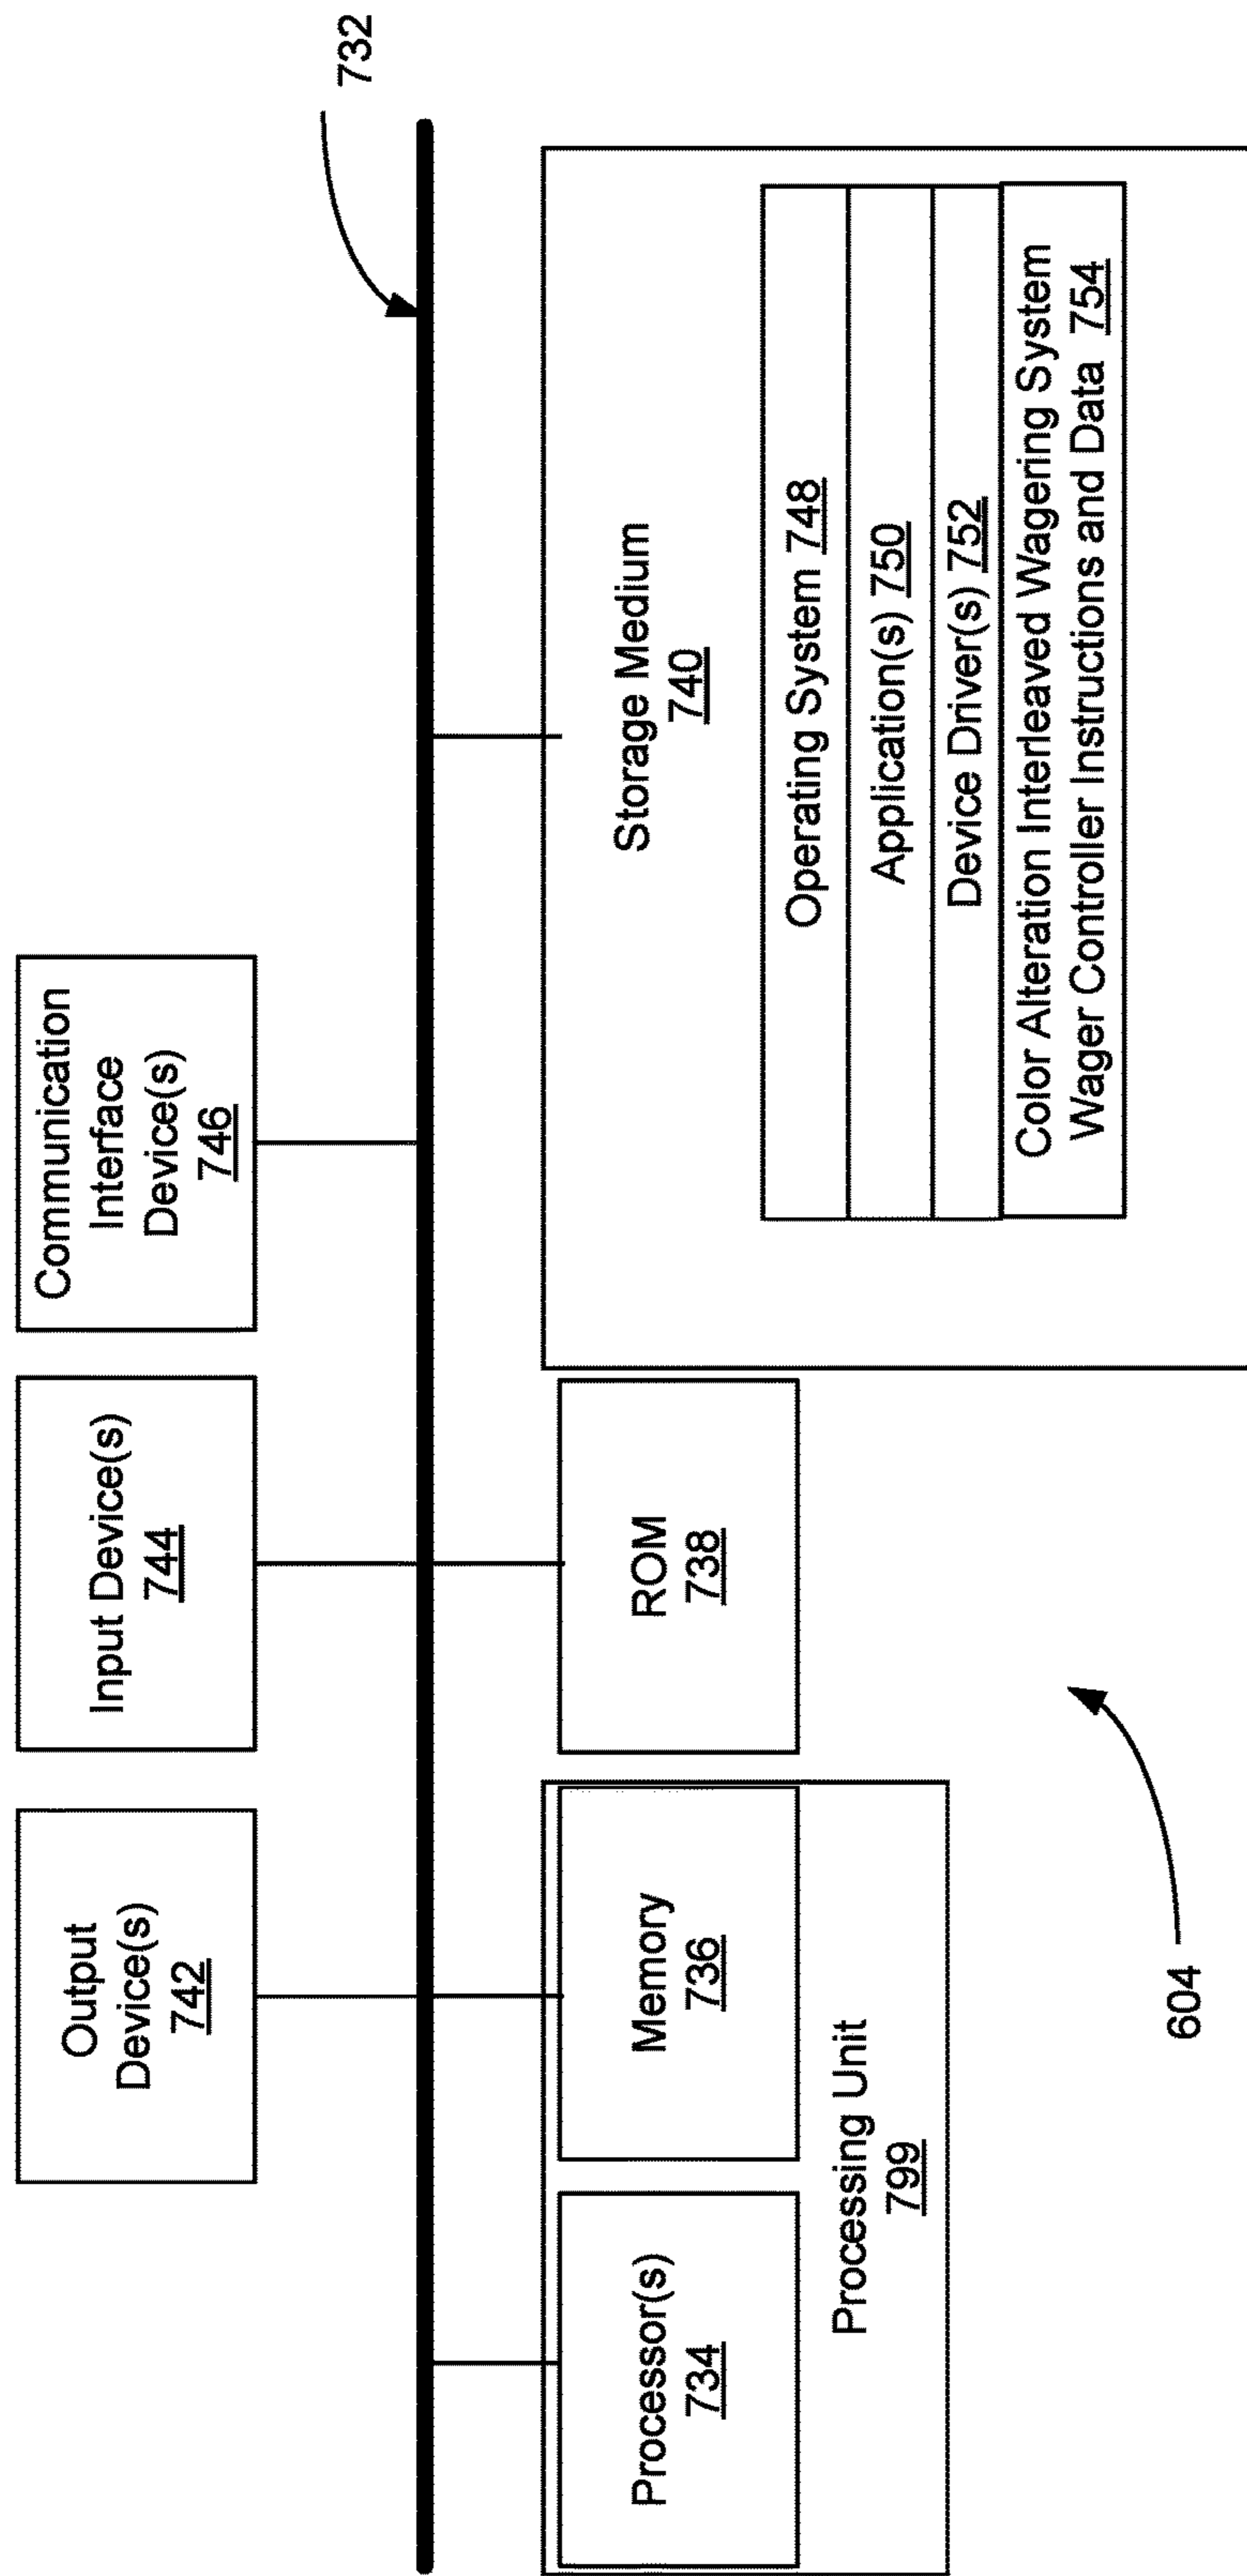 732
Output
Device(s)
742
Input Device(s)
744
Communication
Interface
Device(s)
746
Processor(s)
734
Memory
736
Processing Unit
799
ROM
738
Storage Medium
740
Operating System 748
Application(s) 750
Device Driver(s) 752
Color Alteration Interleaved Wagering System
Wager Controller Instructions and Data 754
604